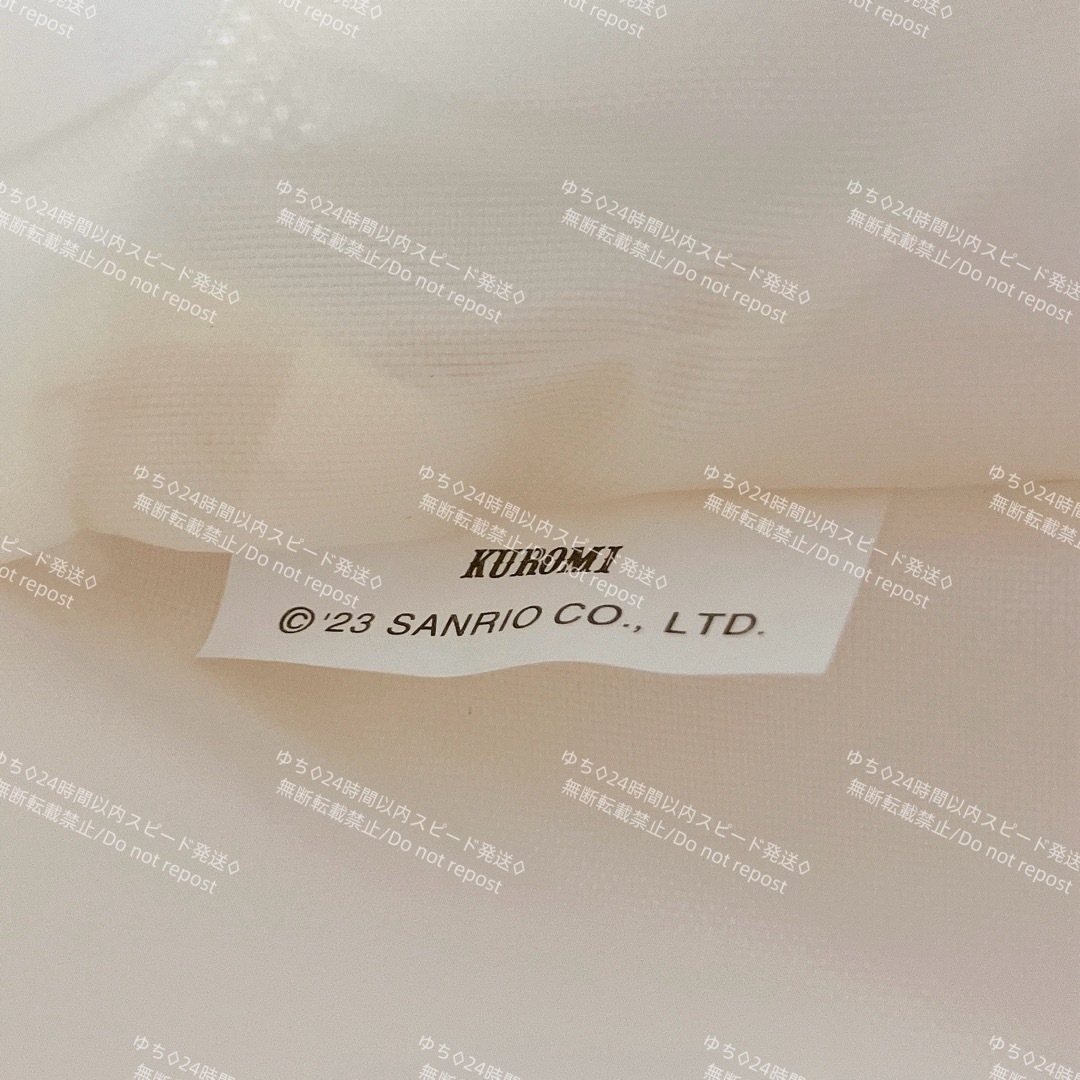 KUROMI
©'23 SANRIO CO., LTD.
ゆち◇24時間以内スピード発送◇
無断転載禁止/Do not repost